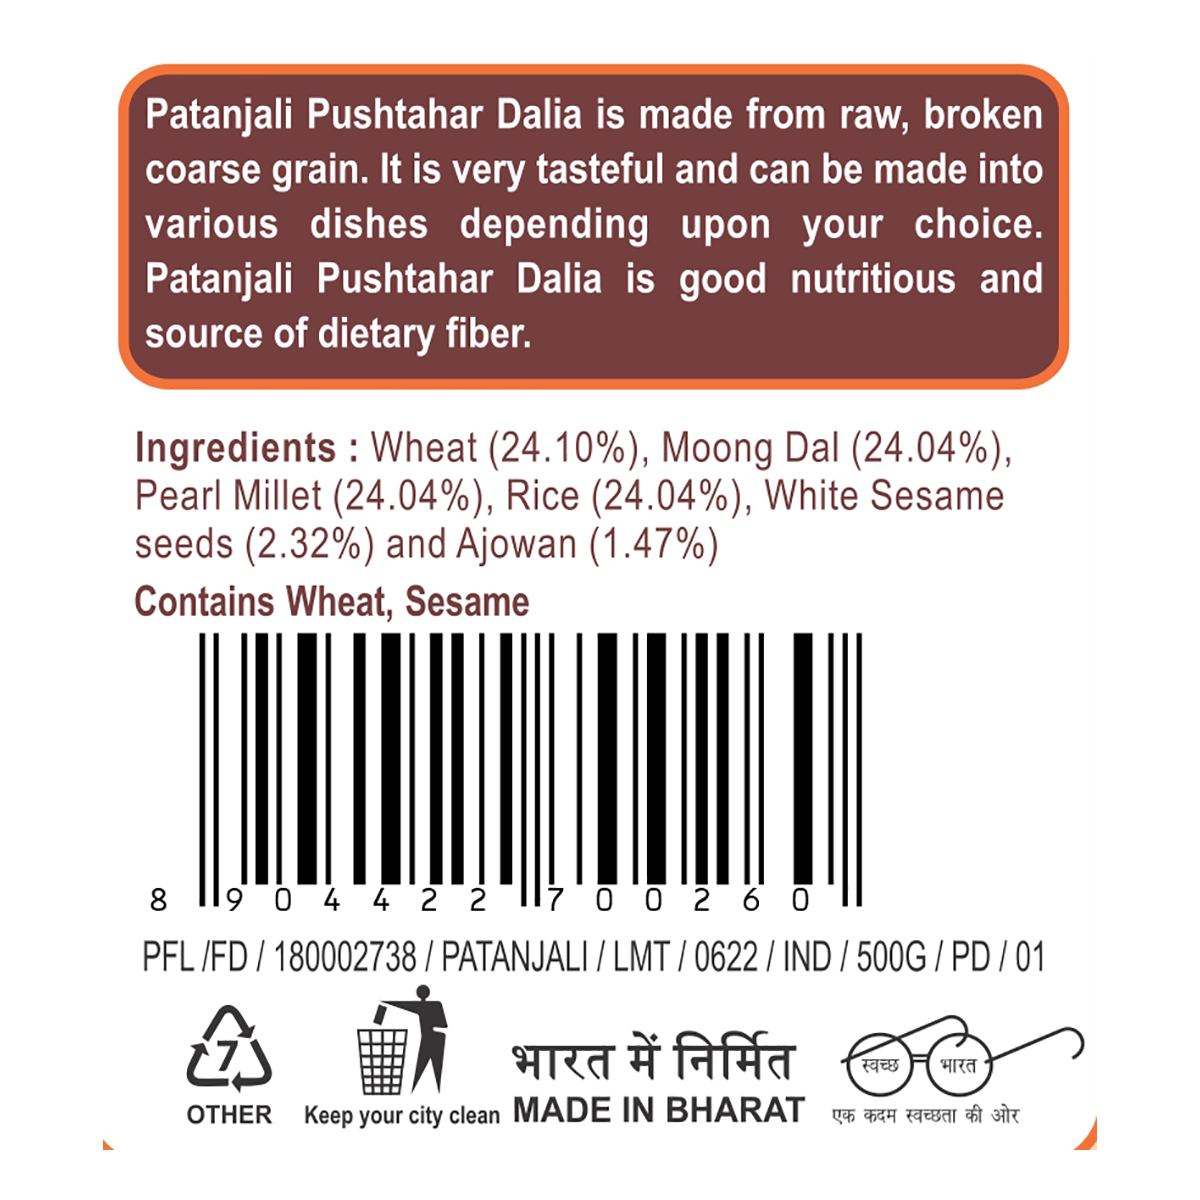 Patanjali Pushtahar Dalia is made from raw, broken
coarse grain. It is very tasteful and can be made into
various dishes depending upon your choice.
Patanjali Pushtahar Dalia is good nutritious and
source of dietary fiber.
Ingredients : Wheat (24.10%), Moong Dal (24.04%),
Pearl Millet (24.04%), Rice (24.04%), White Sesame
seeds (2.32%) and Ajowan (1.47%)
Contains Wheat, Sesame
8 904422 700260
PFL /FD / 180002738 / PATANJALI / LMT / 0622 / IND / 500G / PD / 01
7
OTHER
Keep your city clean
भारत में निर्मित
MADE IN BHARAT
स्वच्छ भारत
एक कदम स्वच्छता की ओर